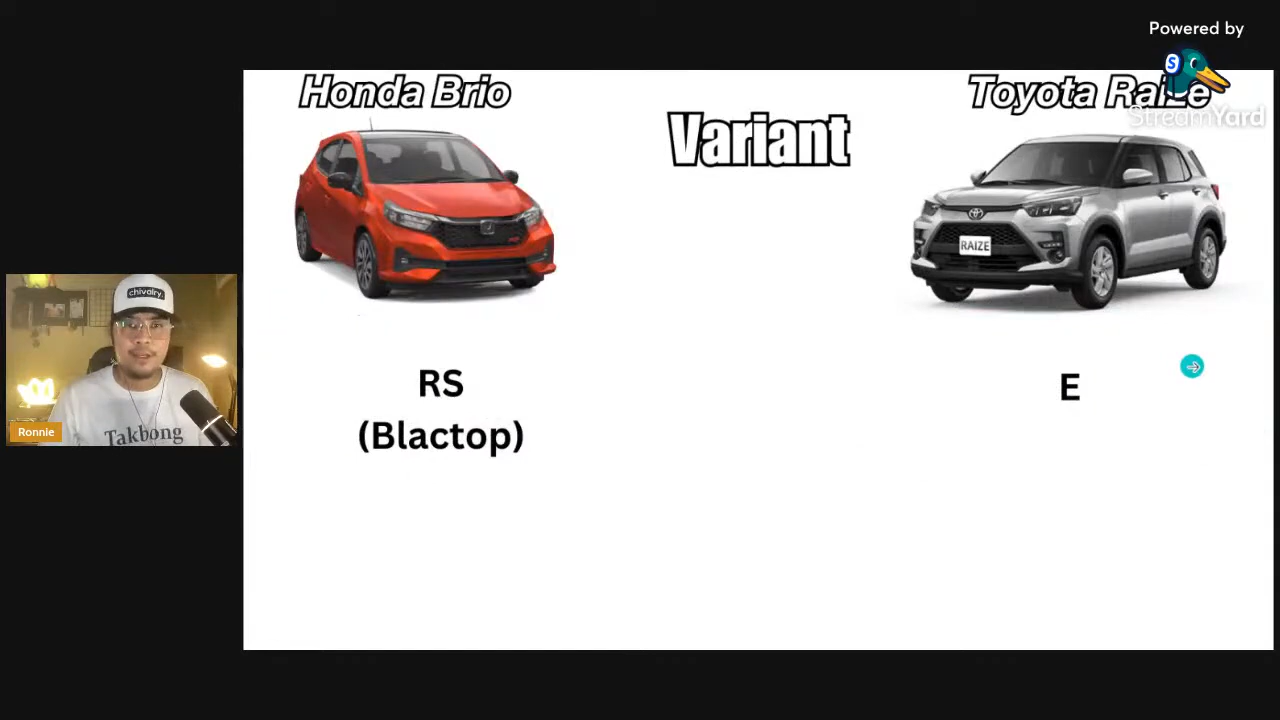 Powered by
StreamYard
Honda Brio
Variant
Toyota Raize
RAIZE
RS
(Blactop)
E
chivalry.
Takbong
Ronnie